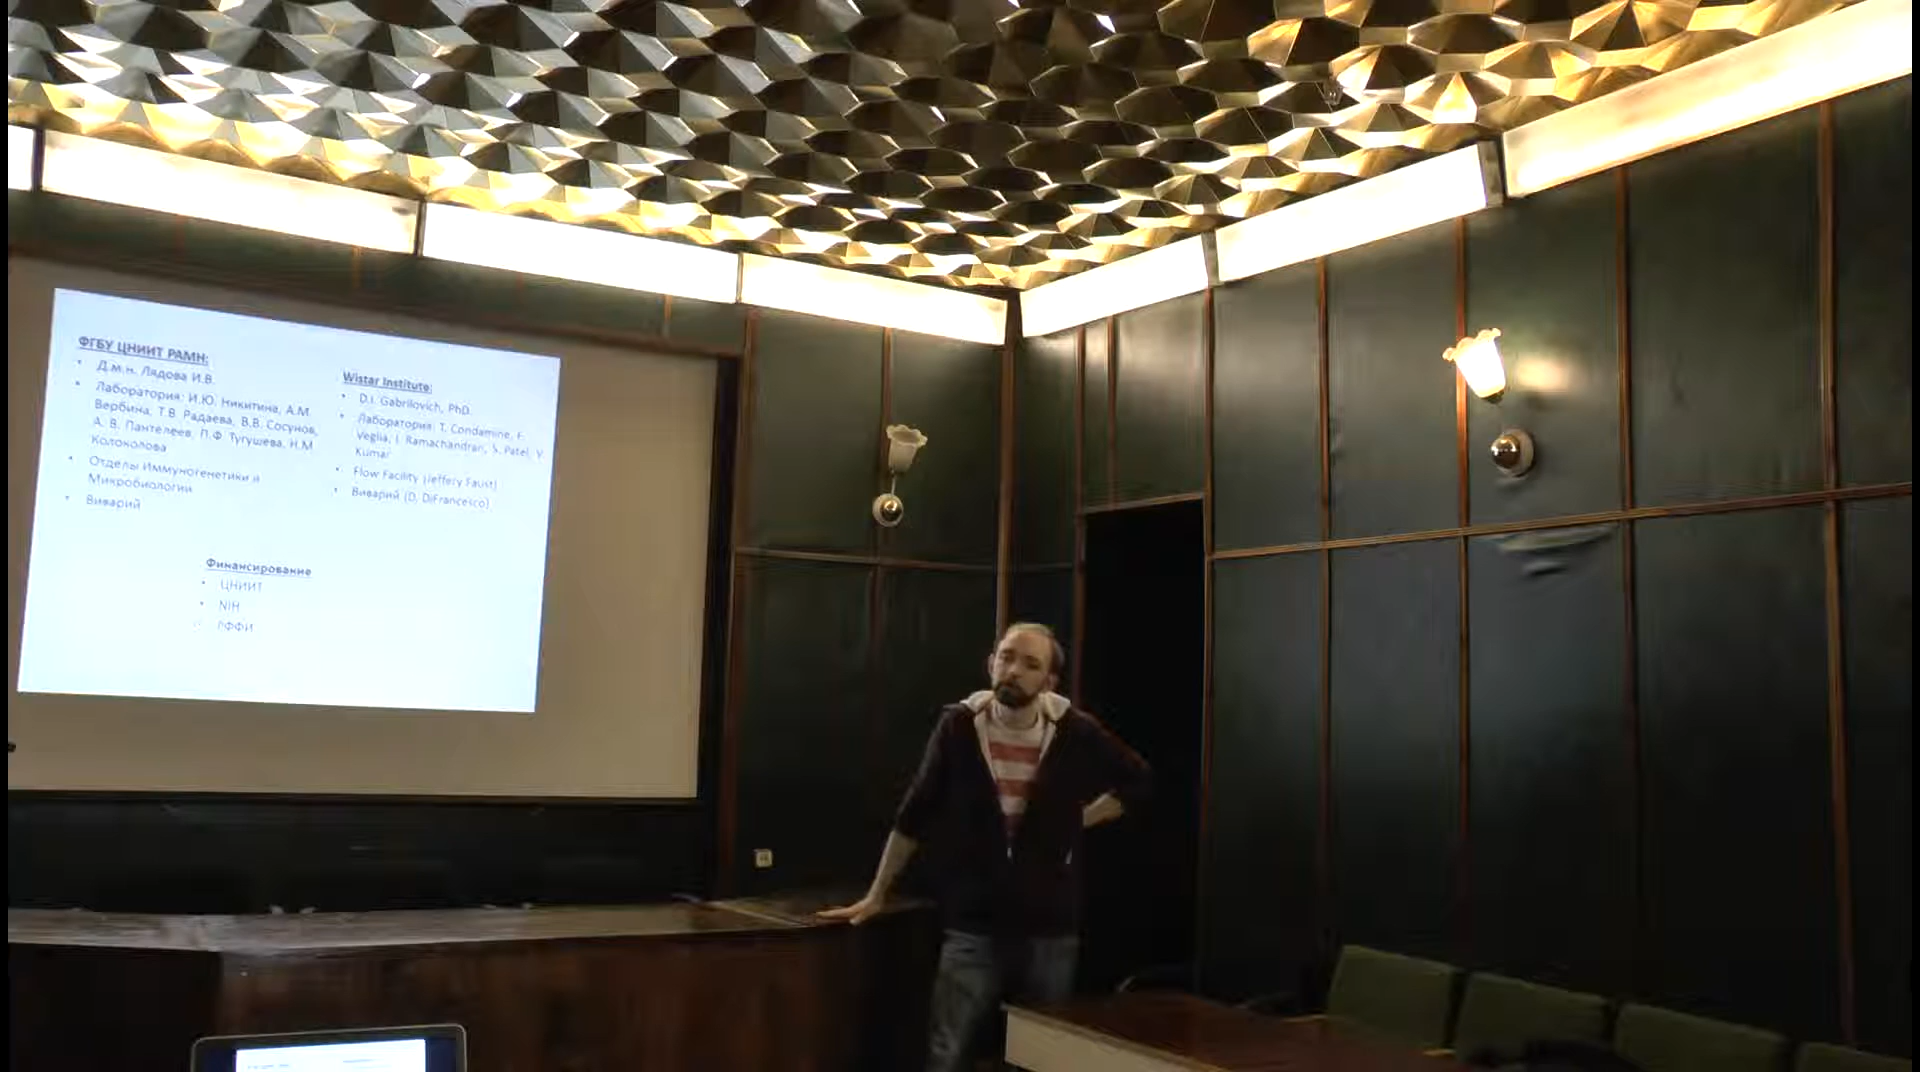 ФГБУ ЦНИИТ РАМН:
• Д.м.н. Лядова И.В.
• Лаборатория: И.Ю. Никитина, А.М.
Вербина, Т.В. Радаева, В.В. Сосунов,
А. В. Пантелеев, Л.Ф. Тугушева, Н.М.
Колоколова
• Отделы Иммуногенетики и
Микробиологии
• Виварий
Wistar Institute:
• D.I. Gabrilovich, PhD.
• Лаборатория: T. Condamine, F.
Veglia, I. Ramachandran, S. Patel, V.
Kumar
• Flow Facility (Jeffery Faust)
• Виварий (D. DiFrancesco)
Финансирование
• ЦНИИТ
• NIH
• РФФИ